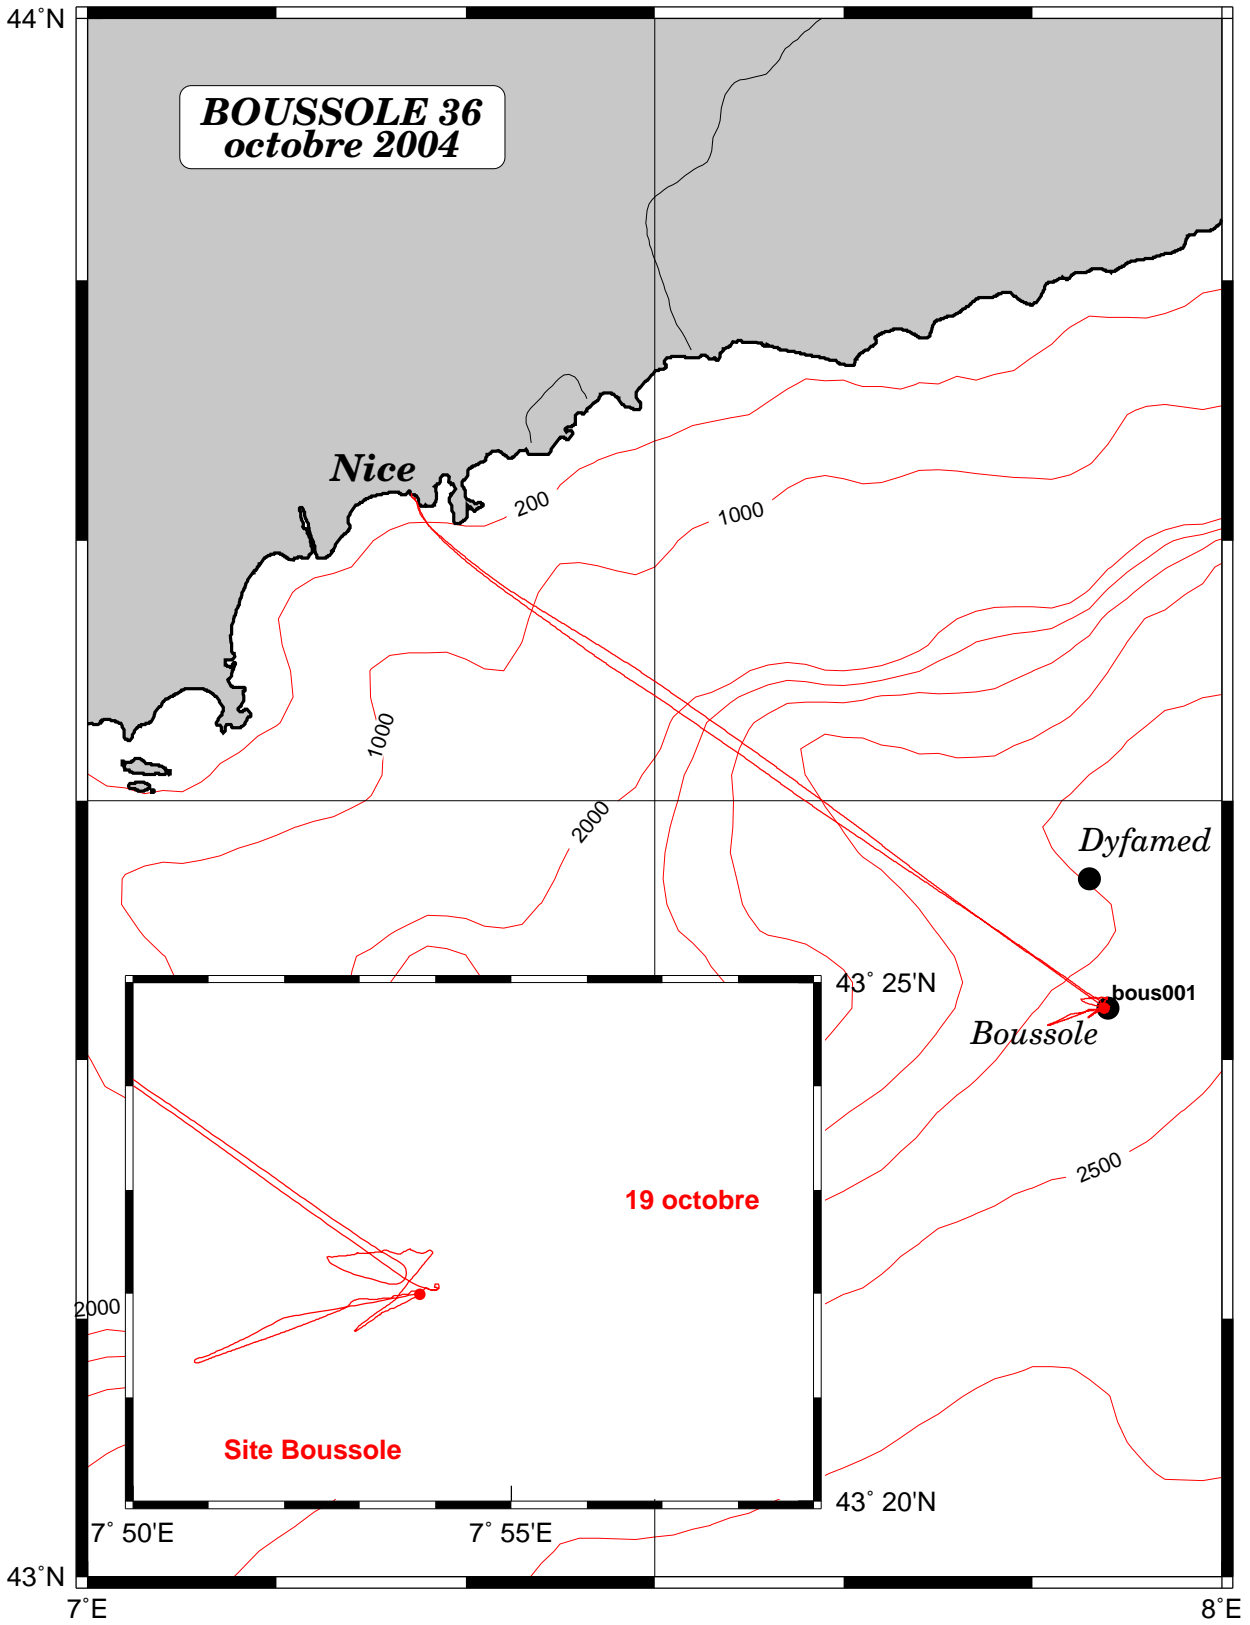 44˚N
BOUSSOLE 36
octobre 2004
Nice
200
1000
1000
2000
Dyfamed
43˚ 25'N
bous001
Boussole
2500
19 octobre
2000
Site Boussole
43˚ 20'N
7˚ 50'E
7˚ 55'E
43˚N
7˚E
8˚E